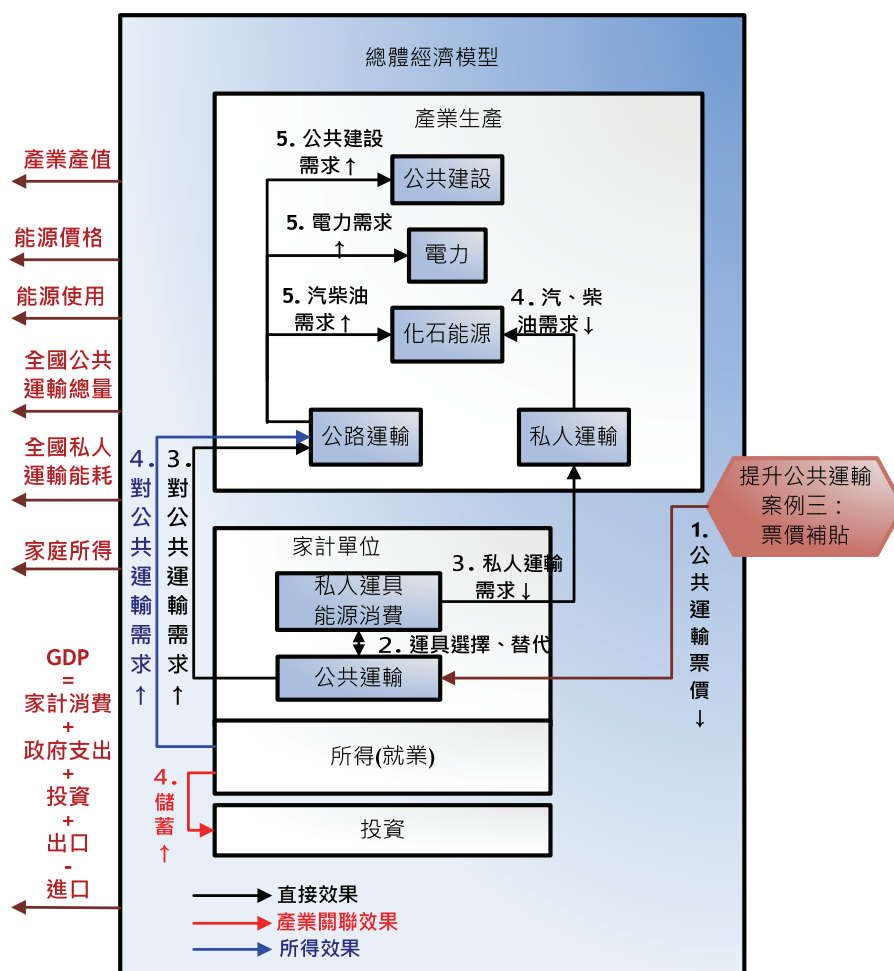 總體經濟模型
產業生產
5. 公共建設
需求↑
公共建設
5. 電力需求
↑
電力
5. 汽柴油
需求↑
化石能源
4. 汽、柴
油需求↓
公路運輸
私人運輸
產業產值
能源價格
能源使用
全國公共
運輸總量
全國私人
運輸能耗
家庭所得
GDP
=
家計消費
+
政府支出
+
投資
+
出口
-
進口
4. 對公共運輸需求↑
3. 對公共運輸需求↑
提升公共運輸
案例三：
票價補貼
1. 公共運輸票價↓
家計單位
私人運具
能源消費
3. 私人運輸
需求↓
2. 運具選擇、替代
公共運輸
所得(就業)
4. 儲蓄↑
投資
直接效果
產業關聯效果
所得效果